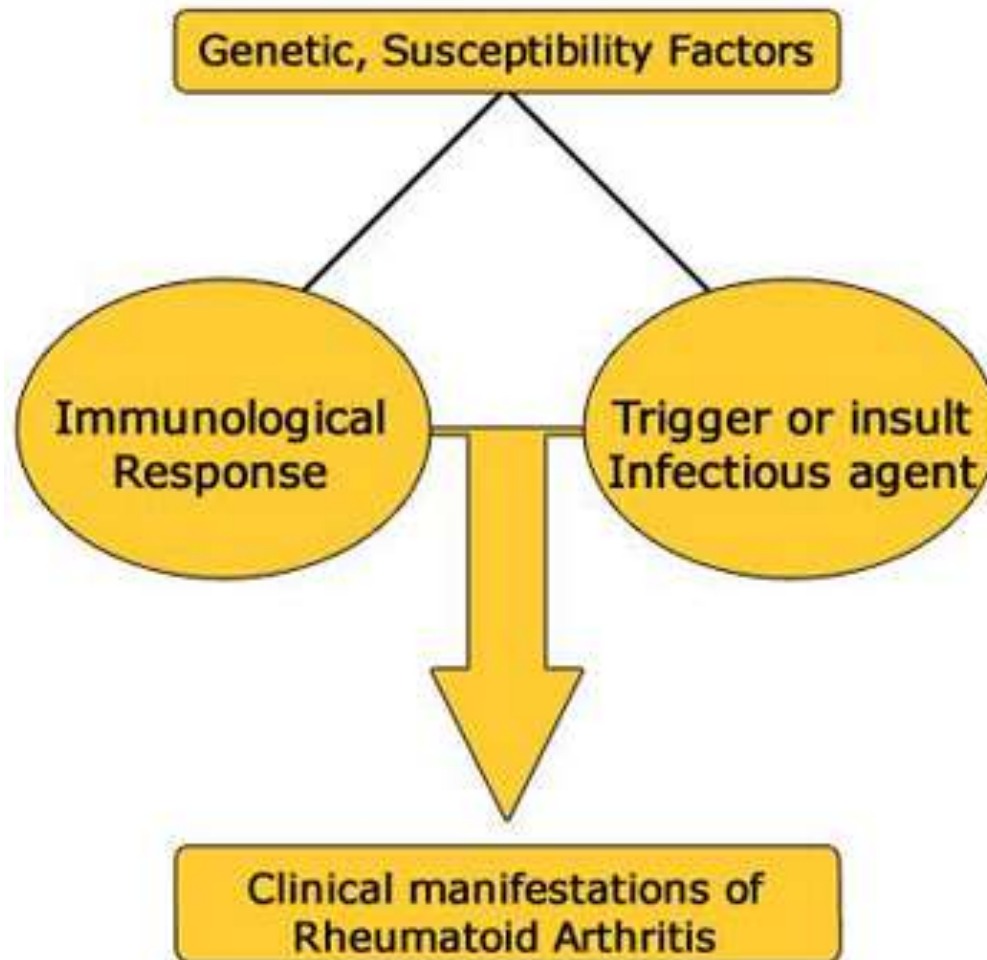 Genetic, Susceptibility Factors
Immunological
Response
Trigger or insult
Infectious agent
Clinical manifestations of
Rheumatoid Arthritis